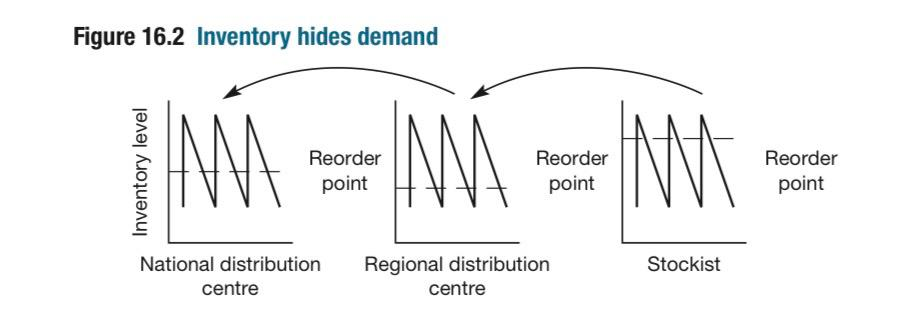 Figure 16.2 Inventory hides demand
Inventory level
Reorder
point
Reorder
point
Reorder
point
National distribution
centre
Regional distribution
centre
Stockist